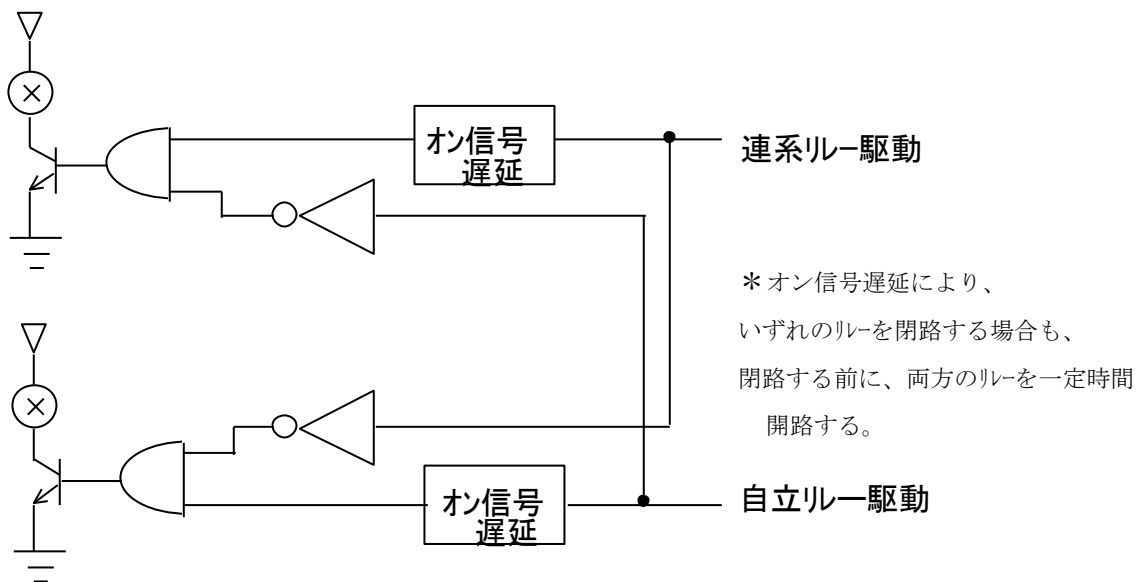 オン信号
遅延
連系リレー駆動
＊オン信号遅延により、
いずれのリレーを閉路する場合も、
閉路する前に、両方のリレーを一定時間
開路する。
オン信号
遅延
自立リレー駆動